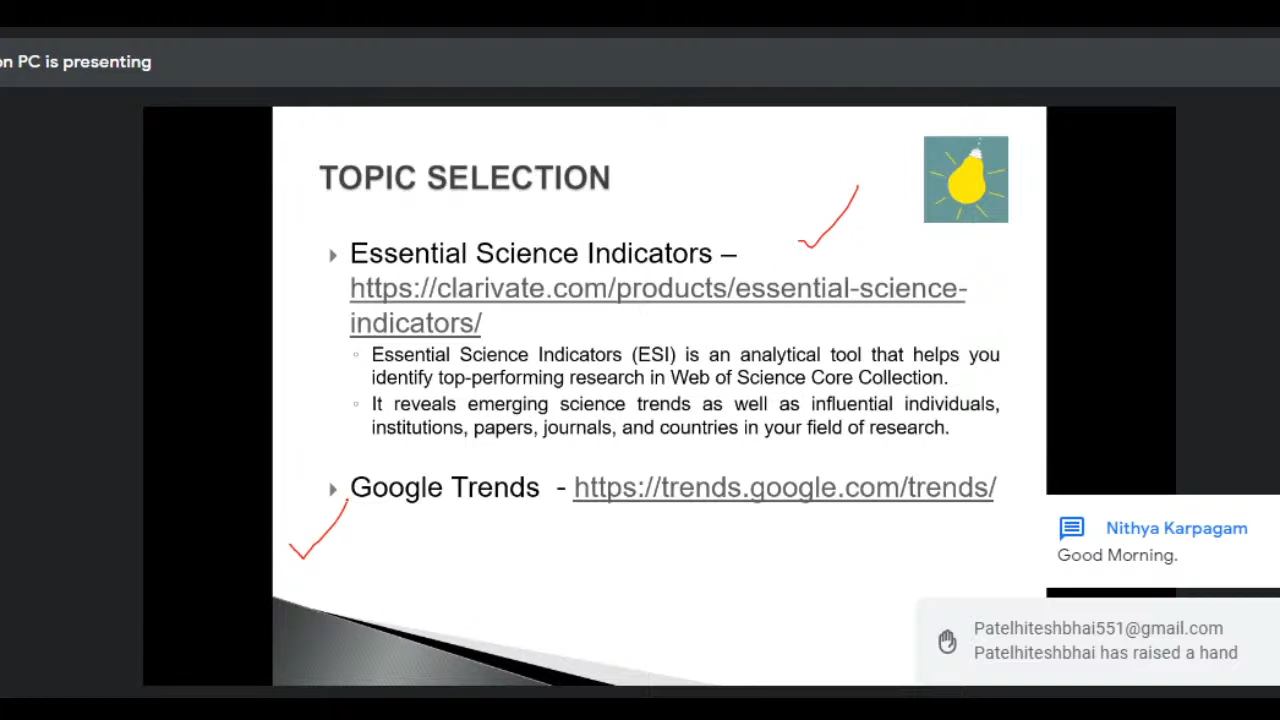 on PC is presenting
TOPIC SELECTION
Essential Science Indicators –
https://clarivate.com/products/essential-science-
indicators/
Essential Science Indicators (ESI) is an analytical tool that helps you
identify top-performing research in Web of Science Core Collection.
It reveals emerging science trends as well as influential individuals,
institutions, papers, journals, and countries in your field of research.
Google Trends - https://trends.google.com/trends/
Nithya Karpagam
Good Morning.
Patelhiteshbhai551@gmail.com
Patelhiteshbhai has raised a hand